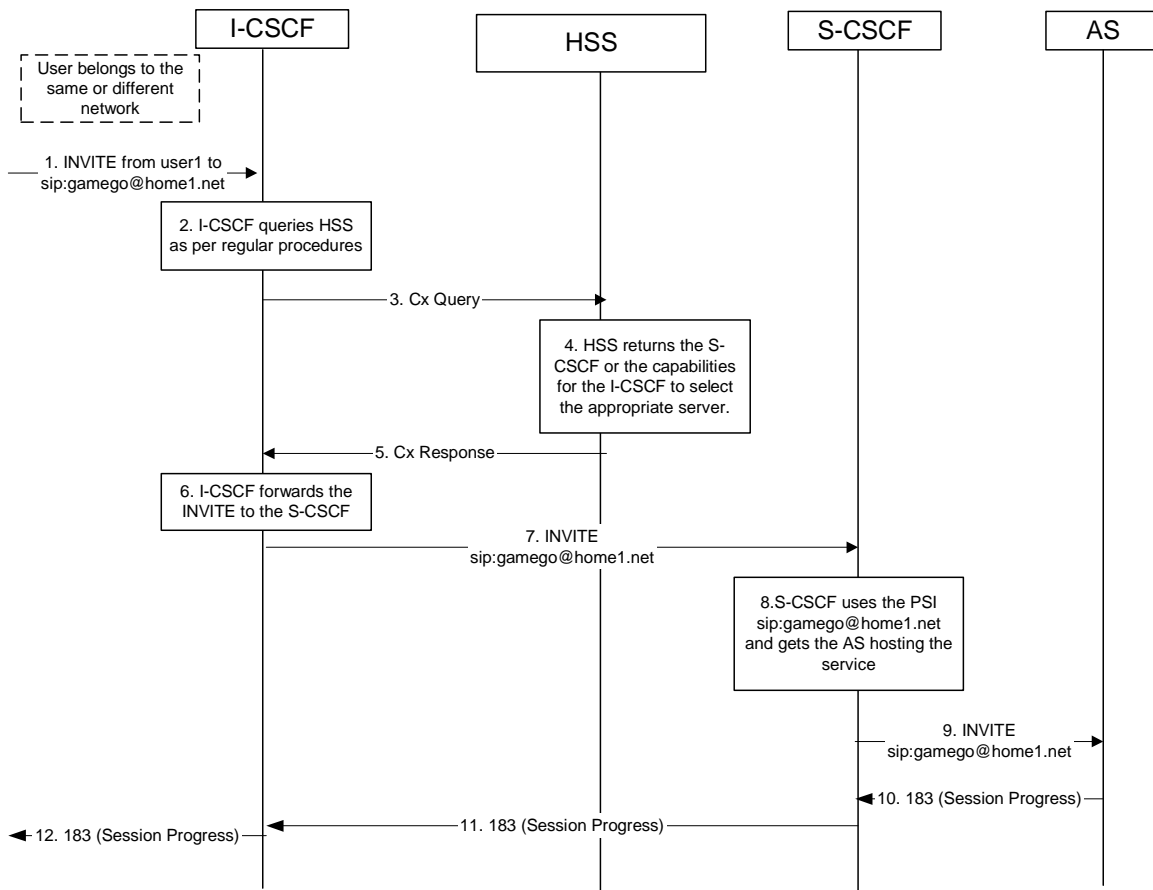 I-CSCF
HSS
S-CSCF
AS
User belongs to the
same or different
network
1. INVITE from user1 to
sip:gamego@home1.net
2. I-CSCF queries HSS
as per regular procedures
3. Cx Query
4. HSS returns the S-
CSCF or the capabilities
for the I-CSCF to select
the appropriate server.
5. Cx Response
6. I-CSCF forwards the
INVITE to the S-CSCF
7. INVITE
sip:gamego@home1.net
8.S-CSCF uses the PSI
sip:gamego@home1.net
and gets the AS hosting the
service
9. INVITE
sip:gamego@home1.net
10. 183 (Session Progress)
11. 183 (Session Progress)
12. 183 (Session Progress)